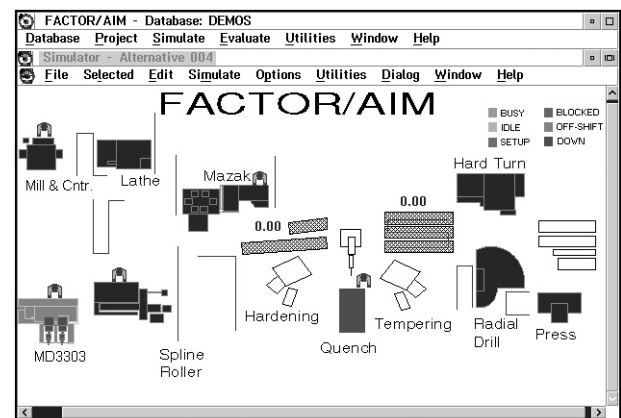 FACTOR/AIM - Database: DEMOS
Database Project Simulate Evaluate Utilities Window Help
Simulator - Alternative 004
File Selected Edit Simulate Options Utilities Dialog Window Help
FACTOR/AIM
BUSY BLOCKED
IDLE OFF-SHIFT
SETUP DOWN
Mill & Cntr. Lathe Mazak Hard Turn
0.00 0.00
Hardening Tempering Radial
Drill Press
MD3303 Spline
Roller Quench